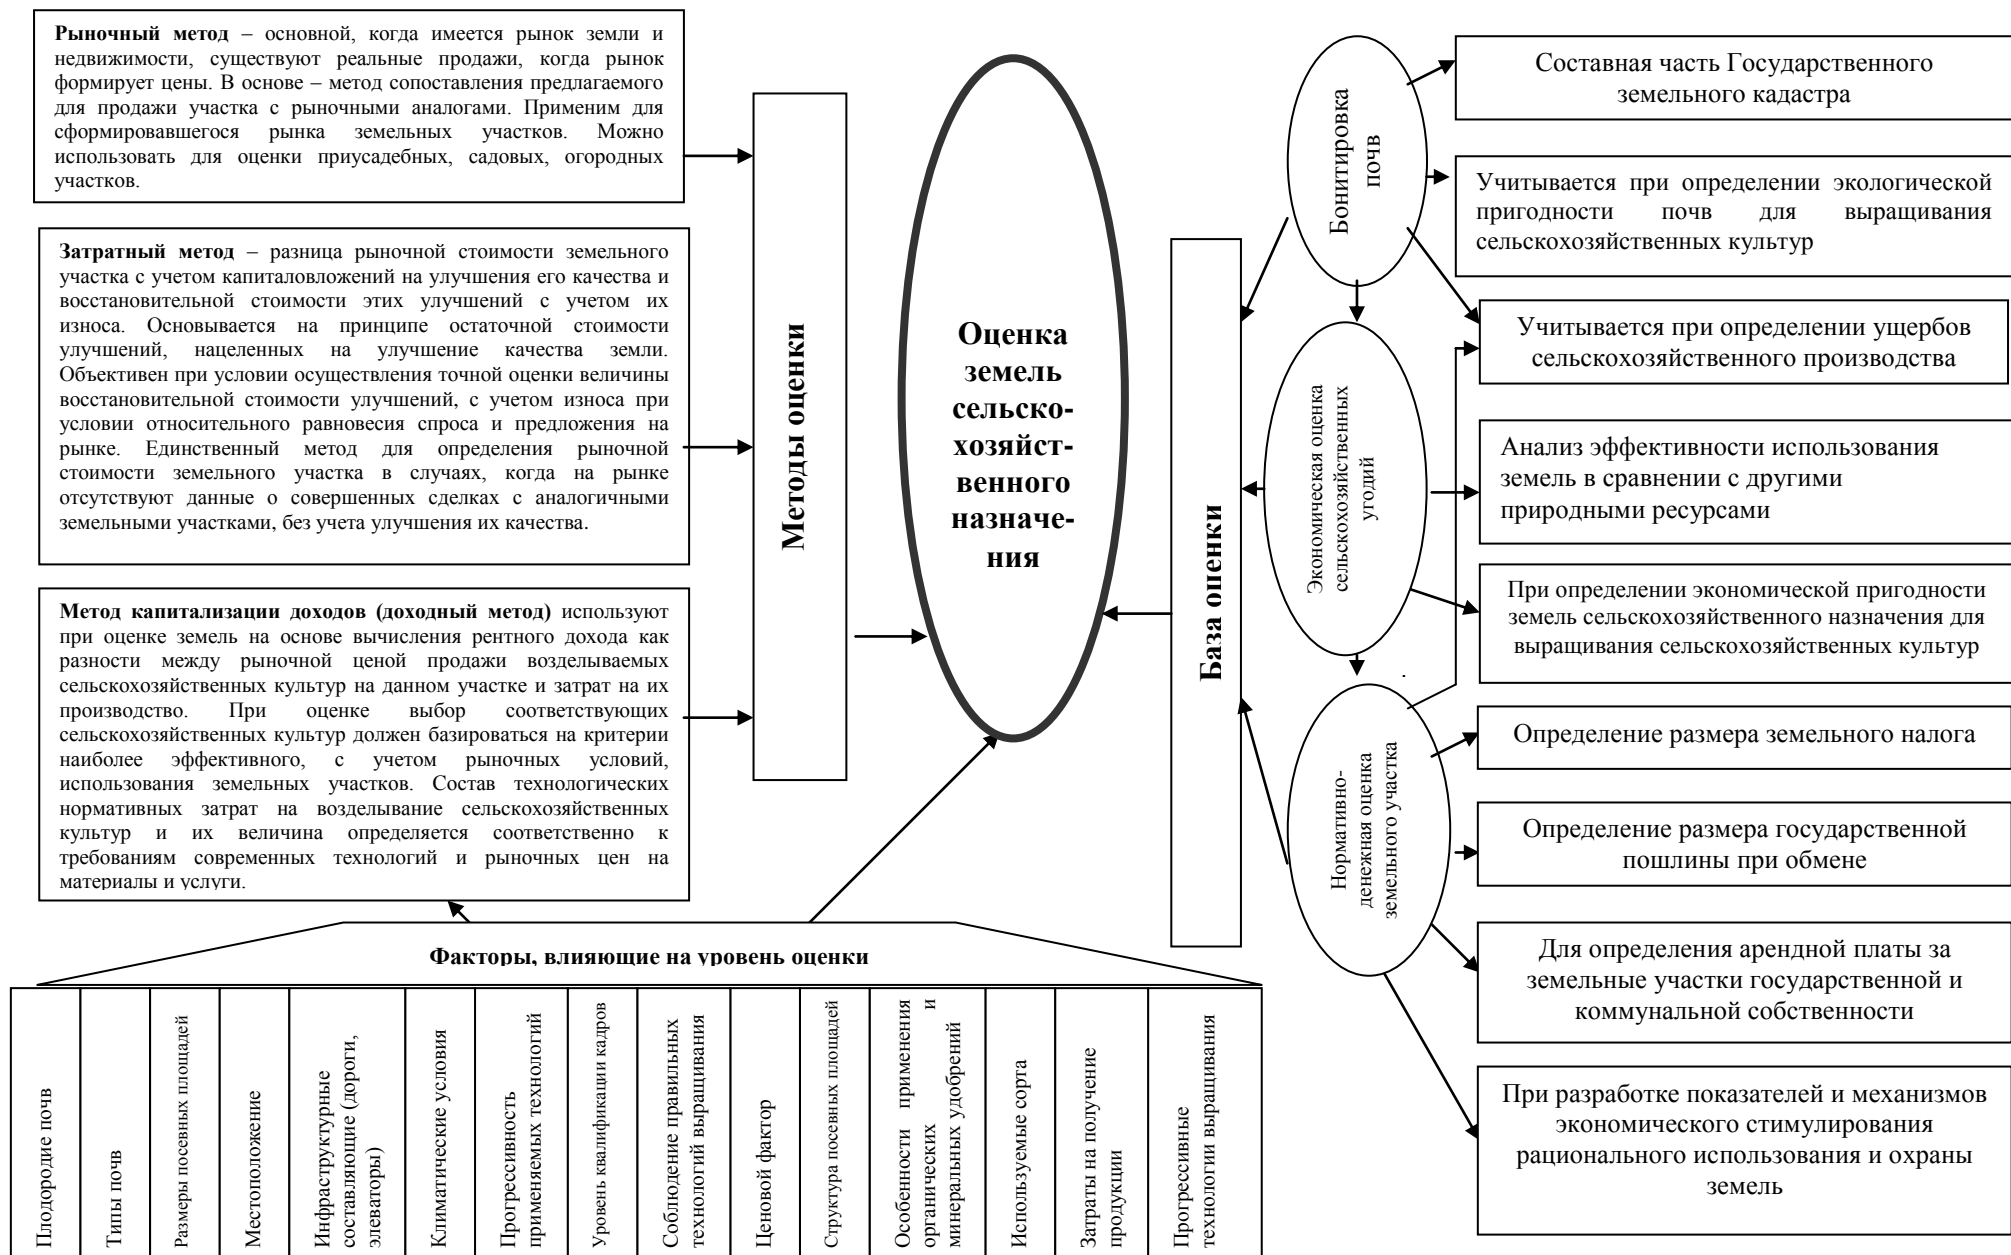 Рыночный метод – основной, когда имеется рынок земли и
недвижимости, существуют реальные продажи, когда рынок
формирует цены. В основе – метод сопоставления предлагаемого
для продажи участка с рыночными аналогами. Применим для
сформировавшегося рынка земельных участков. Можно
использовать для оценки приусадебных, садовых, огородных
участков.
Затратный метод – разница рыночной стоимости земельного
участка с учетом капиталовложений на улучшения его качества и
восстановительной стоимости этих улучшений с учетом их
износа. Основывается на принципе остаточной стоимости
улучшений, нацеленных на улучшение качества земли.
Объективен при условии осуществления точной оценки величины
восстановительной стоимости улучшений, с учетом износа при
условии относительного равновесия спроса и предложения на
рынке. Единственный метод для определения рыночной
стоимости земельного участка в случаях, когда на рынке
отсутствуют данные о совершенных сделках с аналогичными
земельными участками, без учета улучшения их качества.
Метод капитализации доходов (доходный метод) используют
при оценке земель на основе вычисления рентного дохода как
разности между рыночной ценой продажи возделываемых
сельскохозяйственных культур на данном участке и затрат на их
производство. При оценке выбор соответствующих
сельскохозяйственных культур должен базироваться на критерии
наиболее эффективного, с учетом рыночных условий,
использования земельных участков. Состав технологических
нормативных затрат на возделывание сельскохозяйственных
культур и их величина определяется соответственно к
требованиям современных технологий и рыночных цен на
материалы и услуги.
Методы оценки
Оценка
земель
сельско-
хозяйст-
венного
назначе-
ния
База оценки
Бонитировка
почв
Экономическая оценка
сельскохозяйственных
угодий
Нормативно-
денежная оценка
земельного участка
Составная часть Государственного
земельного кадастра
Учитывается при определении экологической
пригодности почв для выращивания
сельскохозяйственных культур
Учитывается при определении ущербов
сельскохозяйственного производства
Анализ эффективности использования
земель в сравнении с другими
природными ресурсами
При определении экономической пригодности
земель сельскохозяйственного назначения для
выращивания сельскохозяйственных культур
Определение размера земельного налога
Определение размера государственной
пошлины при обмене
Для определения арендной платы за
земельные участки государственной и
коммунальной собственности
При разработке показателей и механизмов
экономического стимулирования
рационального использования и охраны
земель
Факторы, влияющие на уровень оценки
Плодородие почв
Типы почв
Размеры посевных площадей
Местоположение
Инфраструктурные
составляющие (дороги,
элеваторы)
Климатические условия
Прогрессивность
применяемых технологий
Уровень квалификации кадров
Соблюдение правильных
технологий выращивания
Ценовой фактор
Структура посевных площадей
Особенности применения
органических и
минеральных удобрений
Используемые сорта
Затраты на получение
продукции
Прогрессивные
технологии выращивания